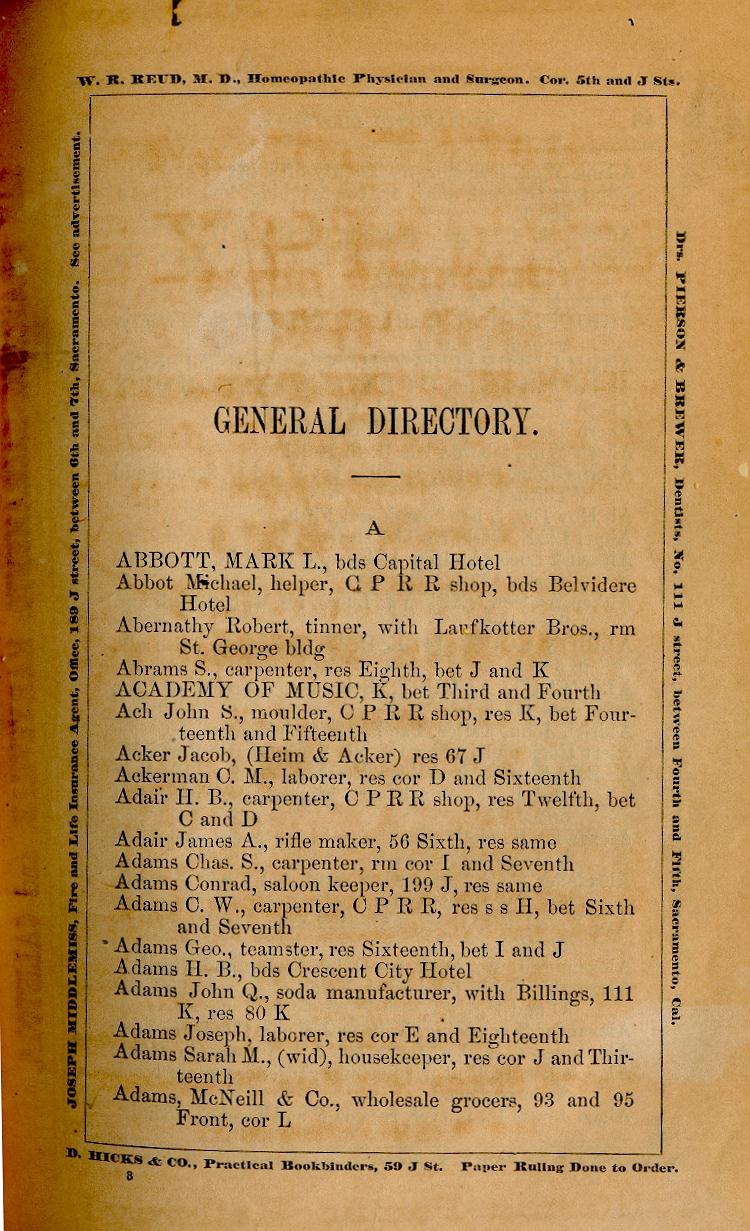 W. R. REUD, M. D., Homeopathic Physician and Surgeon. Cor. 5th and J Sts.
JOSEPH MIDDLEMISS, Fire and Life Insurance Agent, Office, 189 J street, between 6th and 7th, Sacramento. See advertisement.
Drs. PIERSON & BREWER, Dentists, No. 111 J street, between Fourth and Fifth, Sacramento, Cal.
GENERAL DIRECTORY.
A
ABBOTT, MARK L., bds Capital Hotel
Abbot Michael, helper, C P R R shop, bds Belvidere
Hotel
Abernathy Robert, tinner, with Laufkotter Bros., rm
St. George bldg
Abrams S., carpenter, res Eighth, bet J and K
ACADEMY OF MUSIC, K, bet Third and Fourth
Ach John S., moulder, C P R R shop, res K, bet Four-
teenth and Fifteenth
Acker Jacob, (Heim & Acker) res 67 J
Ackerman C. M., laborer, res cor D and Sixteenth
Adair H. B., carpenter, C P R R shop, res Twelfth, bet
C and D
Adair James A., rifle maker, 56 Sixth, res same
Adams Chas. S., carpenter, rm cor I and Seventh
Adams Conrad, saloon keeper, 199 J, res same
Adams C. W., carpenter, C P R R, res s s H, bet Sixth
and Seventh
Adams Geo., teamster, res Sixteenth, bet I and J
Adams H. B., bds Crescent City Hotel
Adams John Q., soda manufacturer, with Billings, 111
K, res 80 K
Adams Joseph, laborer, res cor E and Eighteenth
Adams Sarah M., (wid), housekeeper, res cor J and Thir-
teenth
Adams, McNeill & Co., wholesale grocers, 93 and 95
Front, cor L
D. HICKS & CO., Practical Bookbinders, 59 J St. Paper Ruling Done to Order.
8